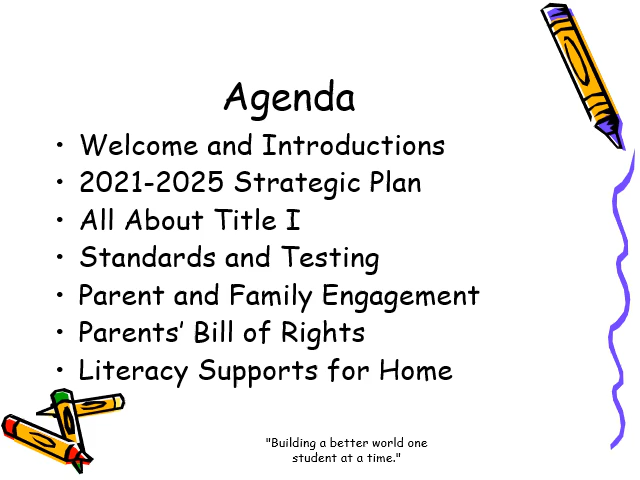 Agenda
• Welcome and Introductions
• 2021-2025 Strategic Plan
• All About Title I
• Standards and Testing
• Parent and Family Engagement
• Parents’ Bill of Rights
• Literacy Supports for Home
"Building a better world one
student at a time."